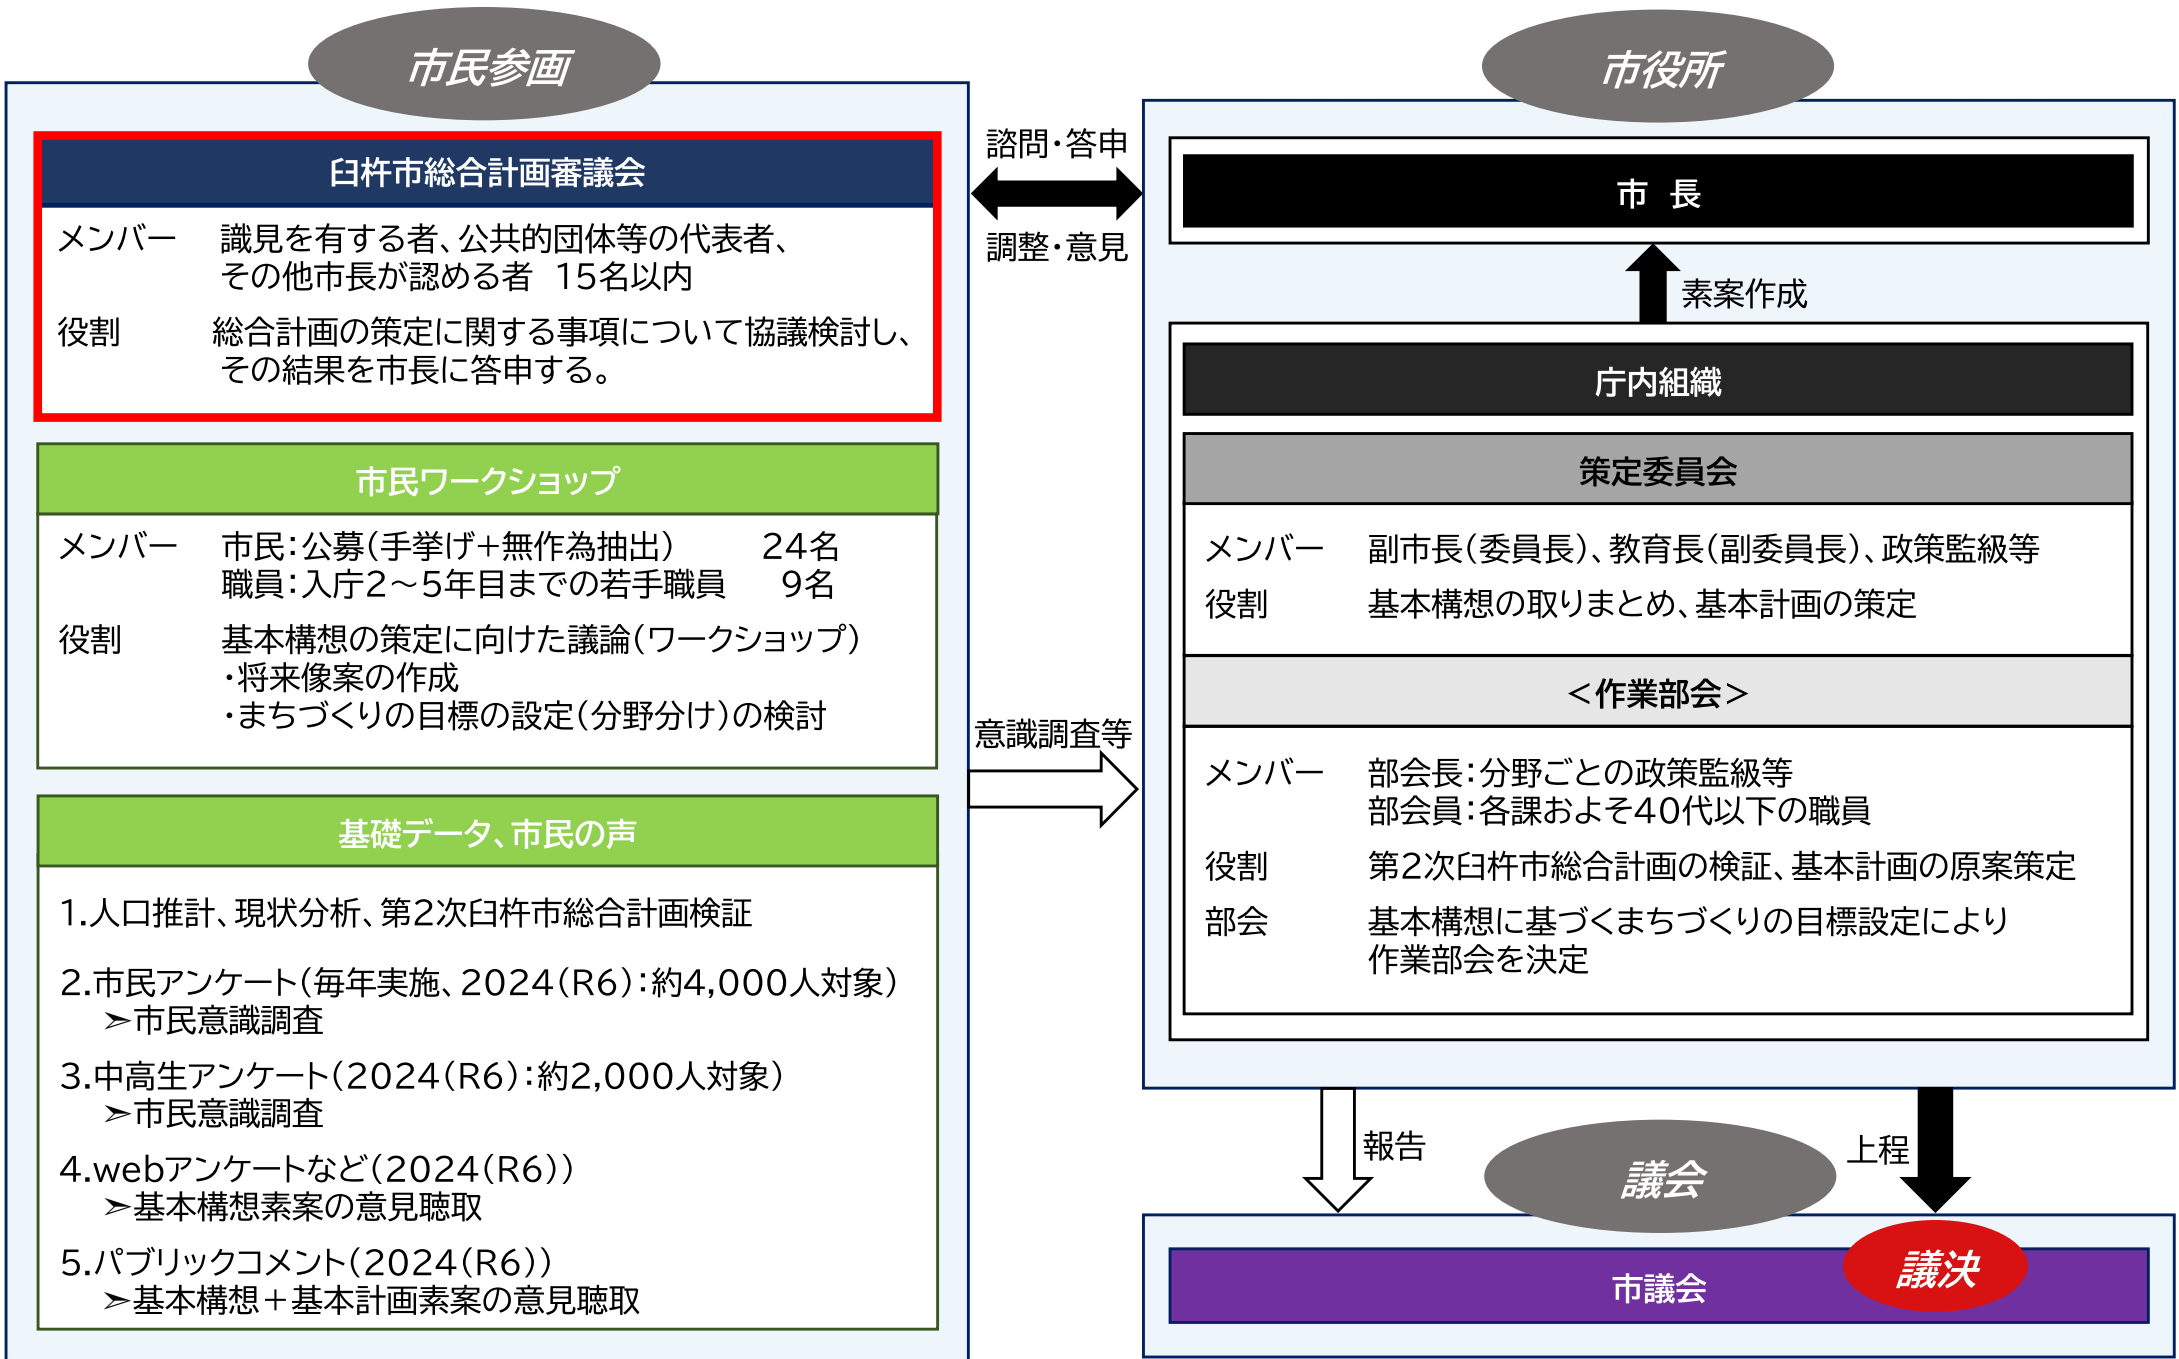 市民参画
臼杵市総合計画審議会
メンバー 識見を有する者、公共的団体等の代表者、
その他市長が認める者 15名以内
役割 総合計画の策定に関する事項について協議検討し、
その結果を市長に答申する。
市民ワークショップ
メンバー 市民：公募（手挙げ+無作為抽出） 24名
職員：入庁2～5年目までの若手職員 9名
役割 基本構想の策定に向けた議論（ワークショップ）
・将来像案の作成
・まちづくりの目標の設定（分野分け）の検討
基礎データ、市民の声
1.人口推計、現状分析、第2次臼杵市総合計画検証
2.市民アンケート（毎年実施、2024（R6）：約4,000人対象）
➣市民意識調査
3.中高生アンケート（2024（R6）：約2,000人対象）
➣市民意識調査
4.webアンケートなど（2024（R6））
➣基本構想素案の意見聴取
5.パブリックコメント（2024（R6））
➣基本構想＋基本計画素案の意見聴取
諮問・答申
調整・意見
意識調査等
市役所
市 長
素案作成
庁内組織
策定委員会
メンバー 副市長（委員長）、教育長（副委員長）、政策監級等
役割 基本構想の取りまとめ、基本計画の策定
＜作業部会＞
メンバー 部会長：分野ごとの政策監級等
部会員：各課およそ40代以下の職員
役割 第2次臼杵市総合計画の検証、基本計画の原案策定
部会 基本構想に基づくまちづくりの目標設定により
作業部会を決定
報告
議会
上程
議決
市議会